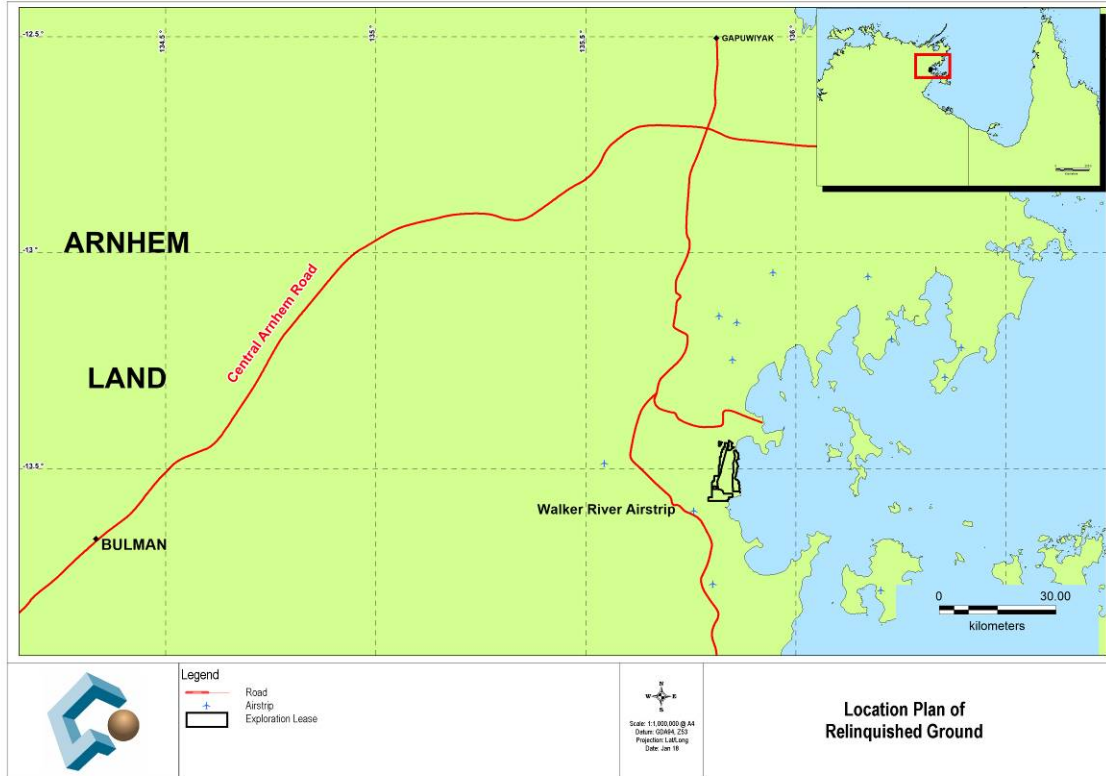 -12.5°
134.5°
135°
135.5°
136°
GAPUWIYAK
ARNHEM
-13°
Central Arnhem Road
LAND
-13.5°
Walker River Airstrip
BULMAN
0 30.00
kilometers
Legend
Road
Airstrip
Exploration Lease
N
W E
S
Scale: 1:1,000,000 @ A4
Datum: GDA94, Z53
Projection: Lat/Long
Date: Jan 18
Location Plan of
Relinquished Ground